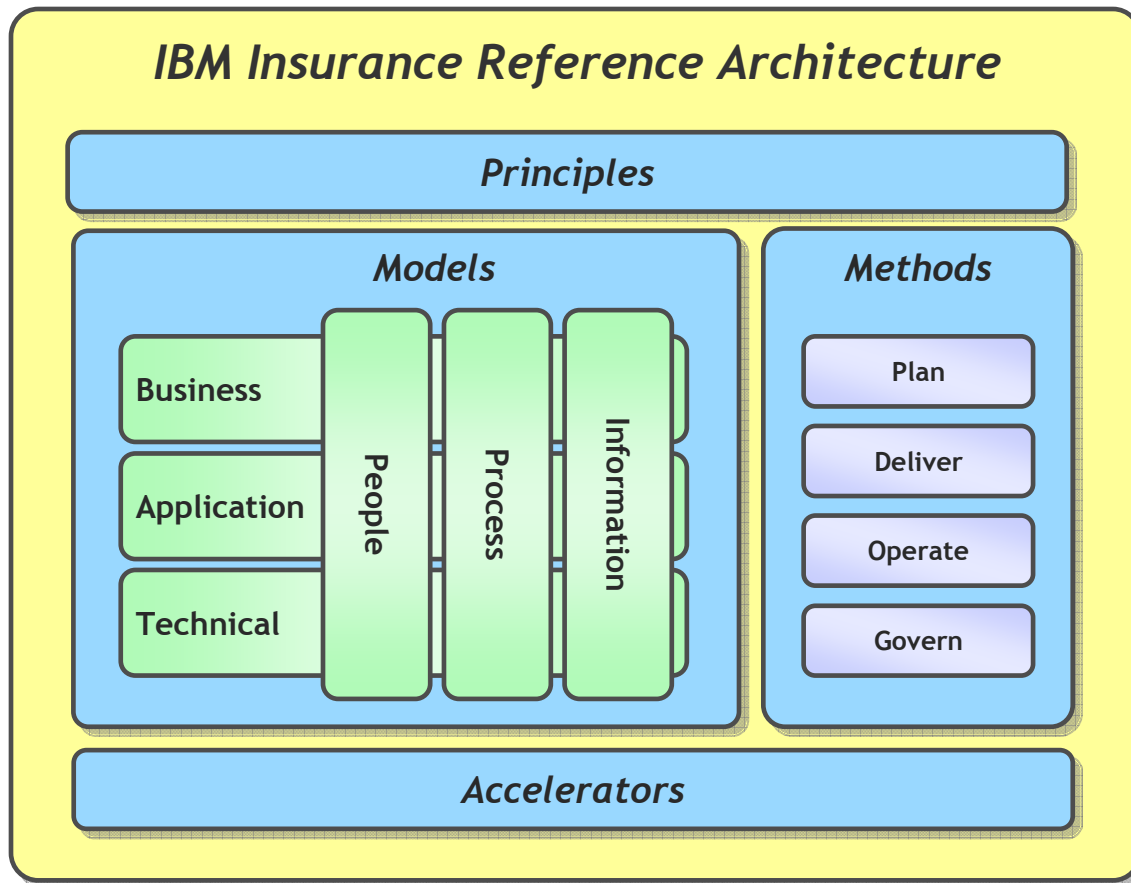 IBM Insurance Reference Architecture
Principles
Models
Business
Application
Technical
People
Process
Information
Methods
Plan
Deliver
Operate
Govern
Accelerators